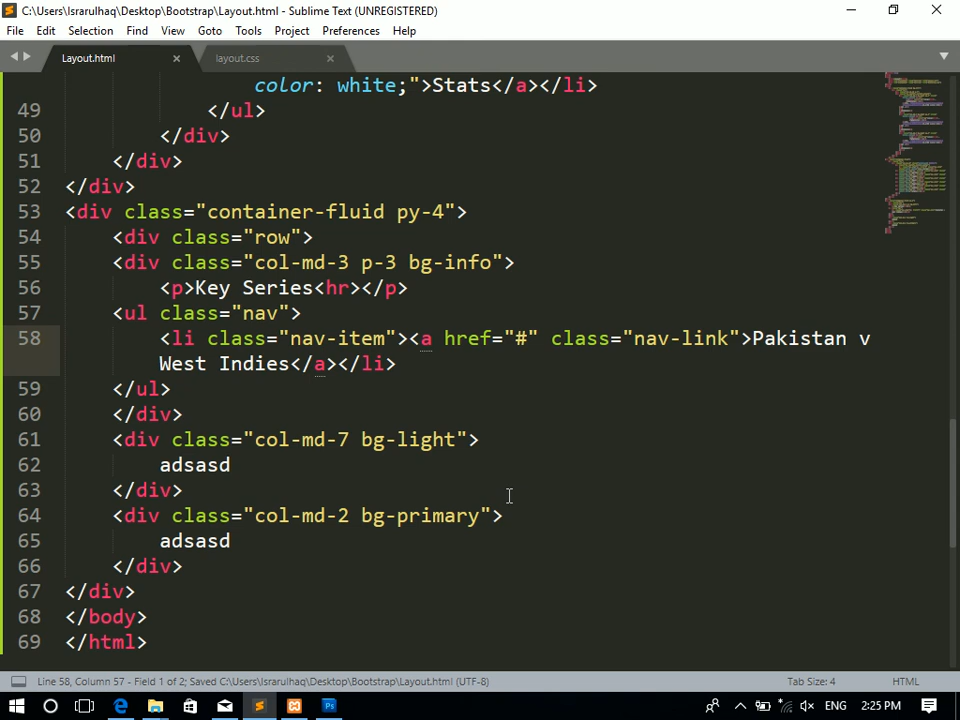 C:\Users\Israrulhaq\Desktop\Bootstrap\Layout.html - Sublime Text (UNREGISTERED)
File Edit Selection Find View Goto Tools Project Preferences Help
Layout.html layout.css
color: white;">Stats</a></li>
49 </ul>
50 </div>
51 </div>
52 </div>
53 <div class="container-fluid py-4">
54 <div class="row">
55 <div class="col-md-3 p-3 bg-info">
56 <p>Key Series<hr></p>
57 <ul class="nav">
58 <li class="nav-item"><a href="#" class="nav-link">Pakistan v
West Indies</a></li>
59 </ul>
60 </div>
61 <div class="col-md-7 bg-light">
62 adsasd
63 </div>
64 <div class="col-md-2 bg-primary">
65 adsasd
66 </div>
67 </div>
68 </body>
69 </html>
Line 58, Column 57 - Field 1 of 2; Saved C:\Users\Israrulhaq\Desktop\Bootstrap\Layout.html (UTF-8) Tab Size: 4 HTML
Ps ENG 2:25 PM